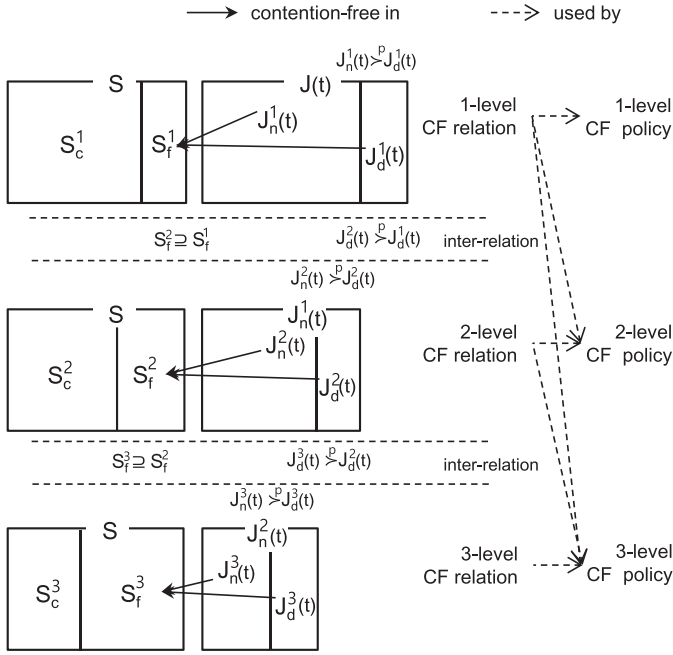 contention-free in used by
J_n^1(t) ≻^p J_d^1(t)
S J(t)
1-level CF relation 1-level CF policy
S_c^1 S_f^1 J_n^1(t) J_d^1(t)
S_f^2 ⊇ S_f^1 J_d^2(t) ≻^p J_d^1(t) inter-relation
J_n^2(t) ≻^p J_d^2(t)
S J_n^1(t)
2-level CF relation 2-level CF policy
S_c^2 S_f^2 J_n^2(t) J_d^2(t)
S_f^3 ⊇ S_f^2 J_d^3(t) ≻^p J_d^2(t) inter-relation
J_n^3(t) ≻^p J_d^3(t)
S J_n^2(t)
3-level CF relation 3-level CF policy
S_c^3 S_f^3 J_n^3(t) J_d^3(t)